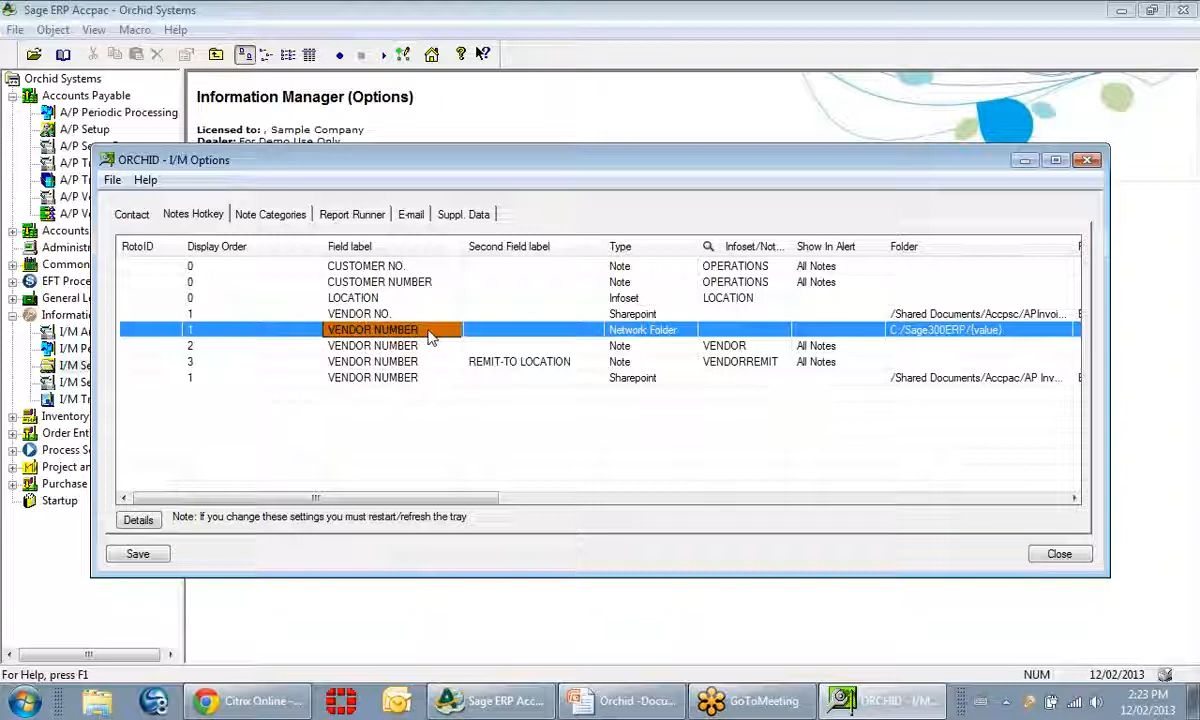 Sage ERP Accpac - Orchid Systems
File Object View Macro Help
Orchid Systems
Accounts Payable
A/P Periodic Processing
A/P Setup
A/P Se
A/P Tr
A/P T
A/P V
A/P V
Accounts
Administr
Common
EFT Proce
General L
Informati
I/M A
I/M Pe
I/M Se
I/M Se
I/M Tr
Inventory
Order Ent
Process Se
Project an
Purchase
Startup
Information Manager (Options)
Licensed to: , Sample Company
Dealer: For Demo Use Only
ORCHID - I/M Options
File Help
Contact Notes Hotkey Note Categories Report Runner E-mail Suppl. Data
RotoID Display Order Field label Second Field label Type Infoset/Not... Show In Alert Folder
0 CUSTOMER NO. Note OPERATIONS All Notes
0 CUSTOMER NUMBER Note OPERATIONS All Notes
0 LOCATION Infoset LOCATION
1 VENDOR NO. Sharepoint /Shared Documents/Accpsc/APInvoi...
1 VENDOR NUMBER Network Folder C:/Sage300ERP/{value}
2 VENDOR NUMBER Note VENDOR All Notes
3 VENDOR NUMBER REMIT-TO LOCATION Note VENDORREMIT All Notes
1 VENDOR NUMBER Sharepoint /Shared Documents/Accpac/AP Inv...
Details Note: If you change these settings you must restart/refresh the tray
Save Close
For Help, press F1 NUM 12/02/2013
Citrix Online -... Sage ERP Acc... Orchid -Docu... GoToMeeting ORCHID - I/M... 2:23 PM
12/02/2013